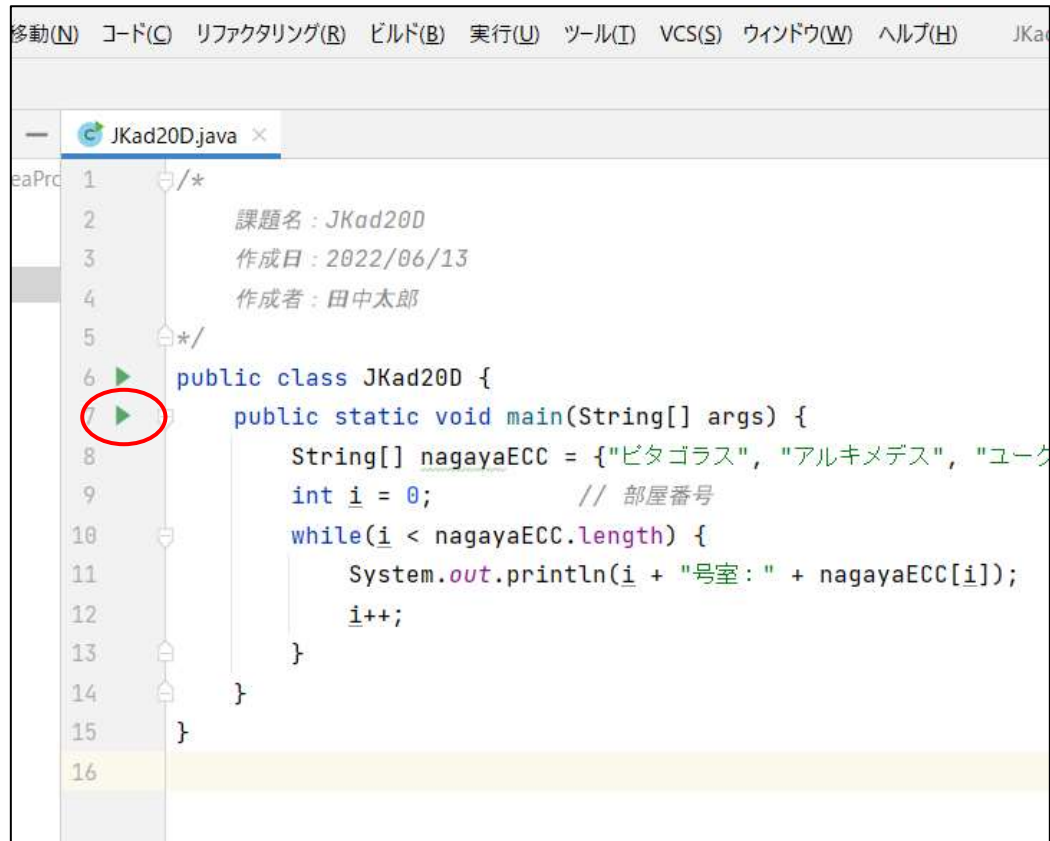 移動(N) コード(C) リファクタリング(R) ビルド(B) 実行(U) ツール(T) VCS(S) ウィンドウ(W) ヘルプ(H) JKad
JKad20D.java
eaPro 1 /*
2 課題名：JKad20D
3 作成日：2022/06/13
4 作成者：田中太郎
5 */
6 public class JKad20D {
7 public static void main(String[] args) {
8 String[] nagayaECC = {"ピタゴラス", "アルキメデス", "ユーク
9 int i = 0; // 部屋番号
10 while(i < nagayaECC.length) {
11 System.out.println(i + "号室：" + nagayaECC[i]);
12 i++;
13 }
14 }
15 }
16